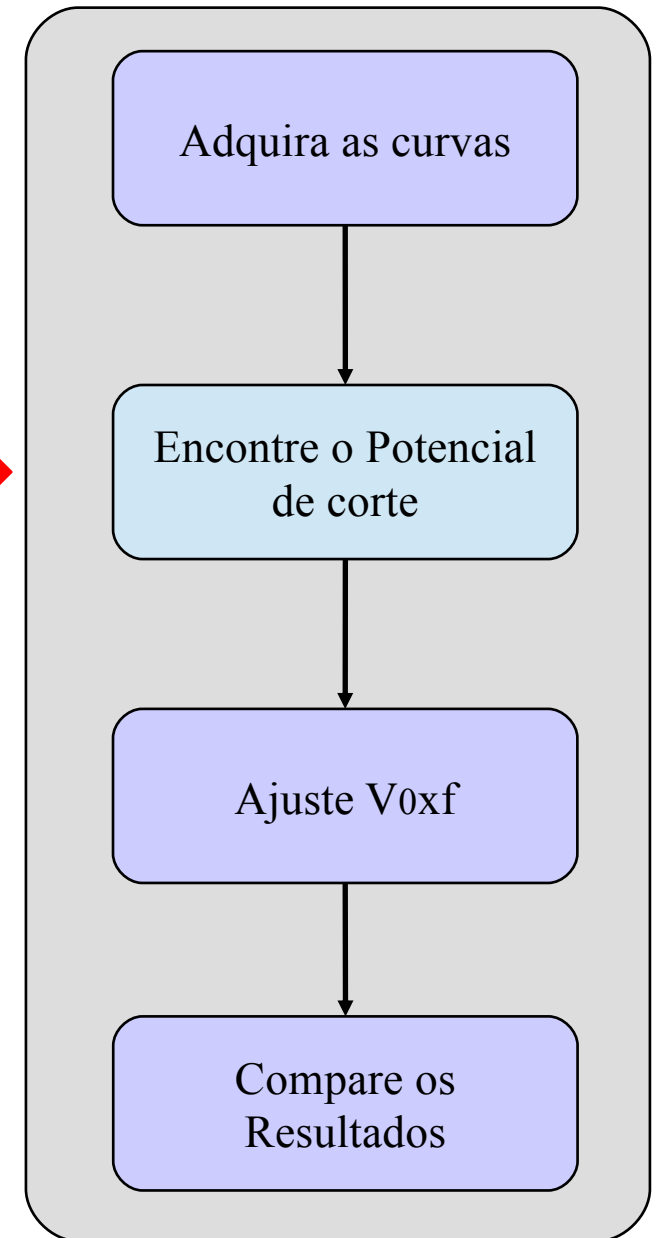 Adquira as curvas
Encontre o Potencial
de corte
Ajuste V0xf
Compare os
Resultados